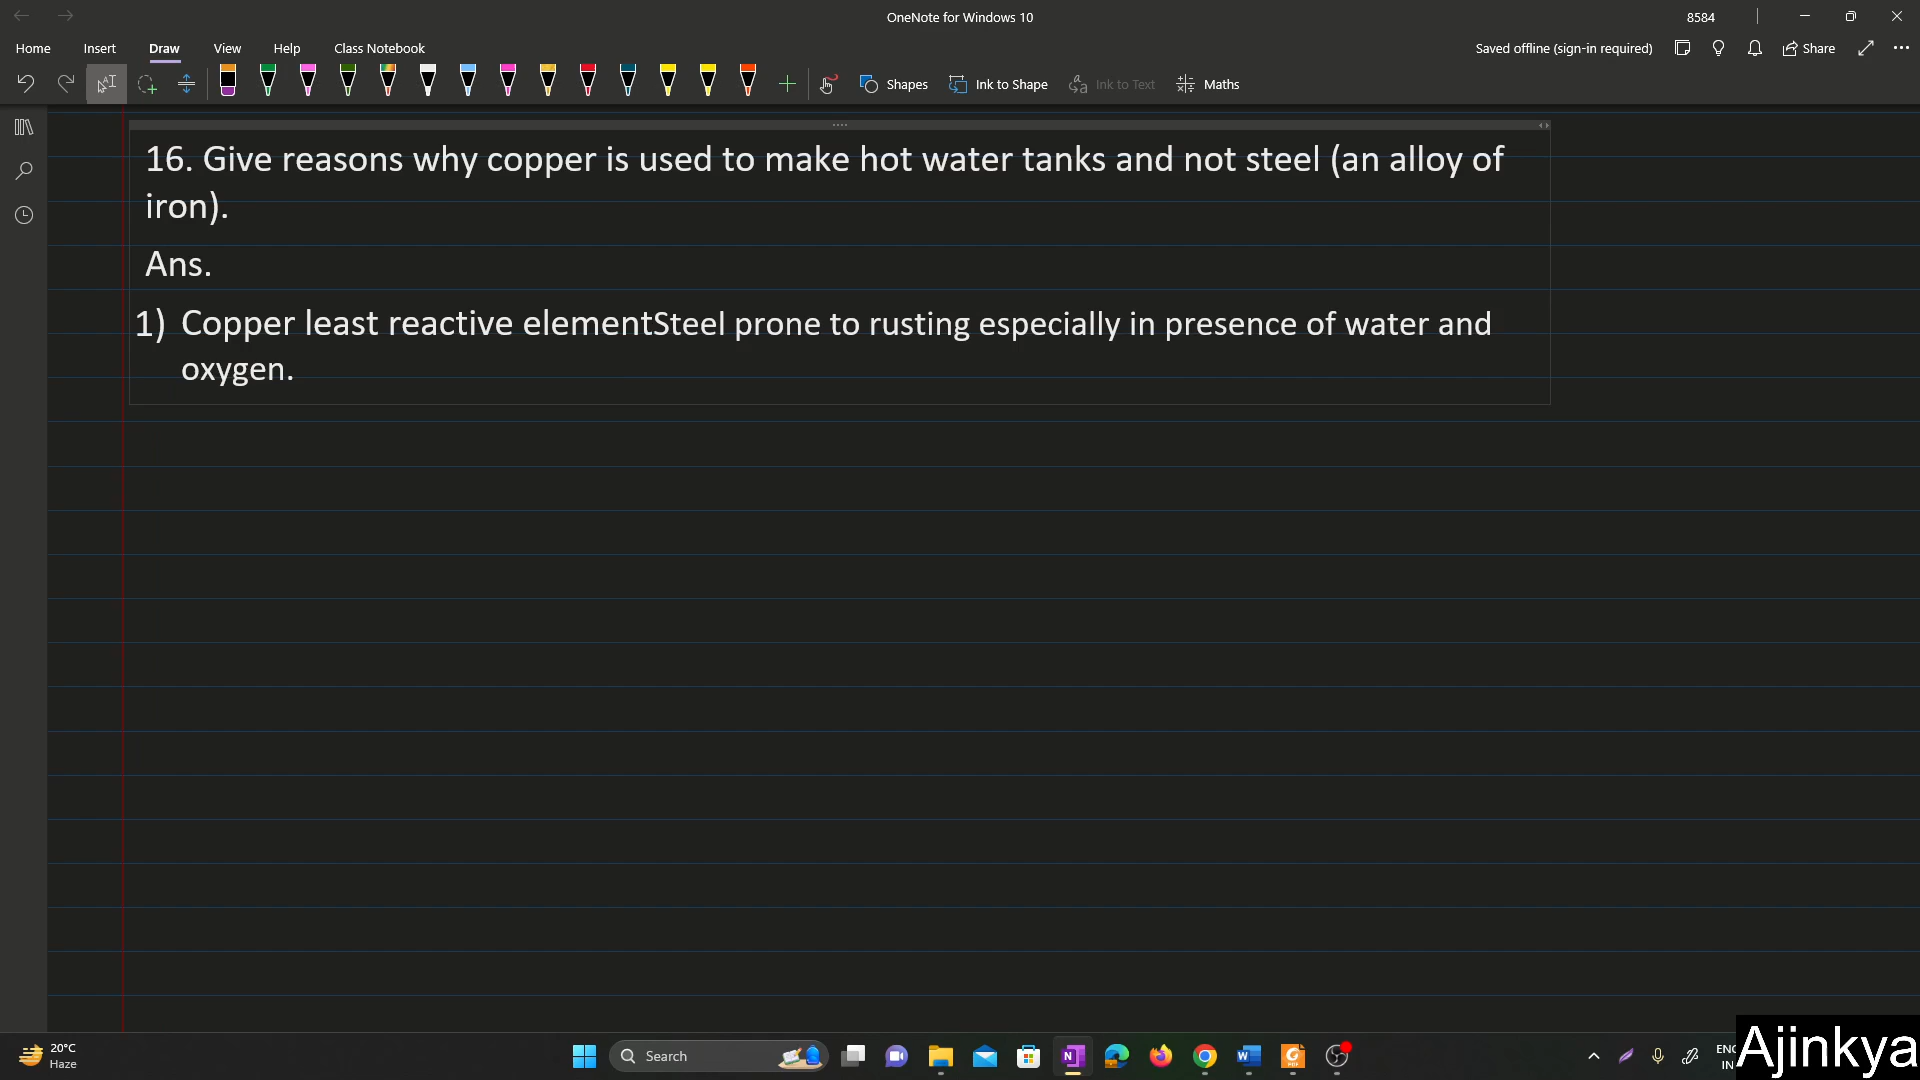 OneNote for Windows 10
8584
Home Insert Draw View Help Class Notebook
Saved offline (sign-in required)
Share
Shapes Ink to Shape Ink to Text Maths
16. Give reasons why copper is used to make hot water tanks and not steel (an alloy of
iron).
Ans.
1) Copper least reactive elementSteel prone to rusting especially in presence of water and
oxygen.
20°C
Haze
Search
ENG
IN
Ajinkya